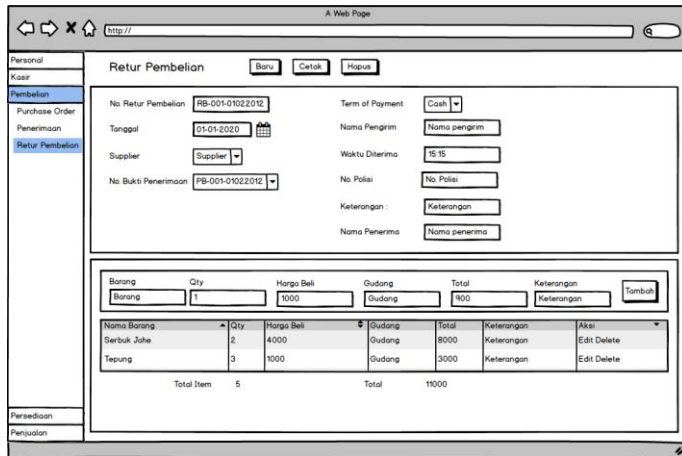 A Web Page
http://
Personal
Kasir
Pembelian
Purchase Order
Penerimaan
Retur Pembelian
Persediaan
Penjualan
Retur Pembelian Baru Cetak Hapus
No. Retur Pembelian RB-001-01022012
Tanggal 01-01-2020
Supplier Supplier
No. Bukti Penerimaan PB-001-01022012
Term of Payment Cash
Nama Pengirim Nama pengirim
Waktu Diterima 15:15
No. Polisi No. Polisi
Keterangan : Keterangan
Nama Penerima Nama penerima
Barang Qty Harga Beli Gudang Total Keterangan
Barang 1 1000 Gudang 900 Keterangan Tambah
Nama Barang Qty Harga Beli Gudang Total Keterangan Aksi
Serbuk Jahe 2 4000 Gudang 8000 Keterangan Edit Delete
Tepung 3 1000 Gudang 3000 Keterangan Edit Delete
Total Item 5 Total 11000